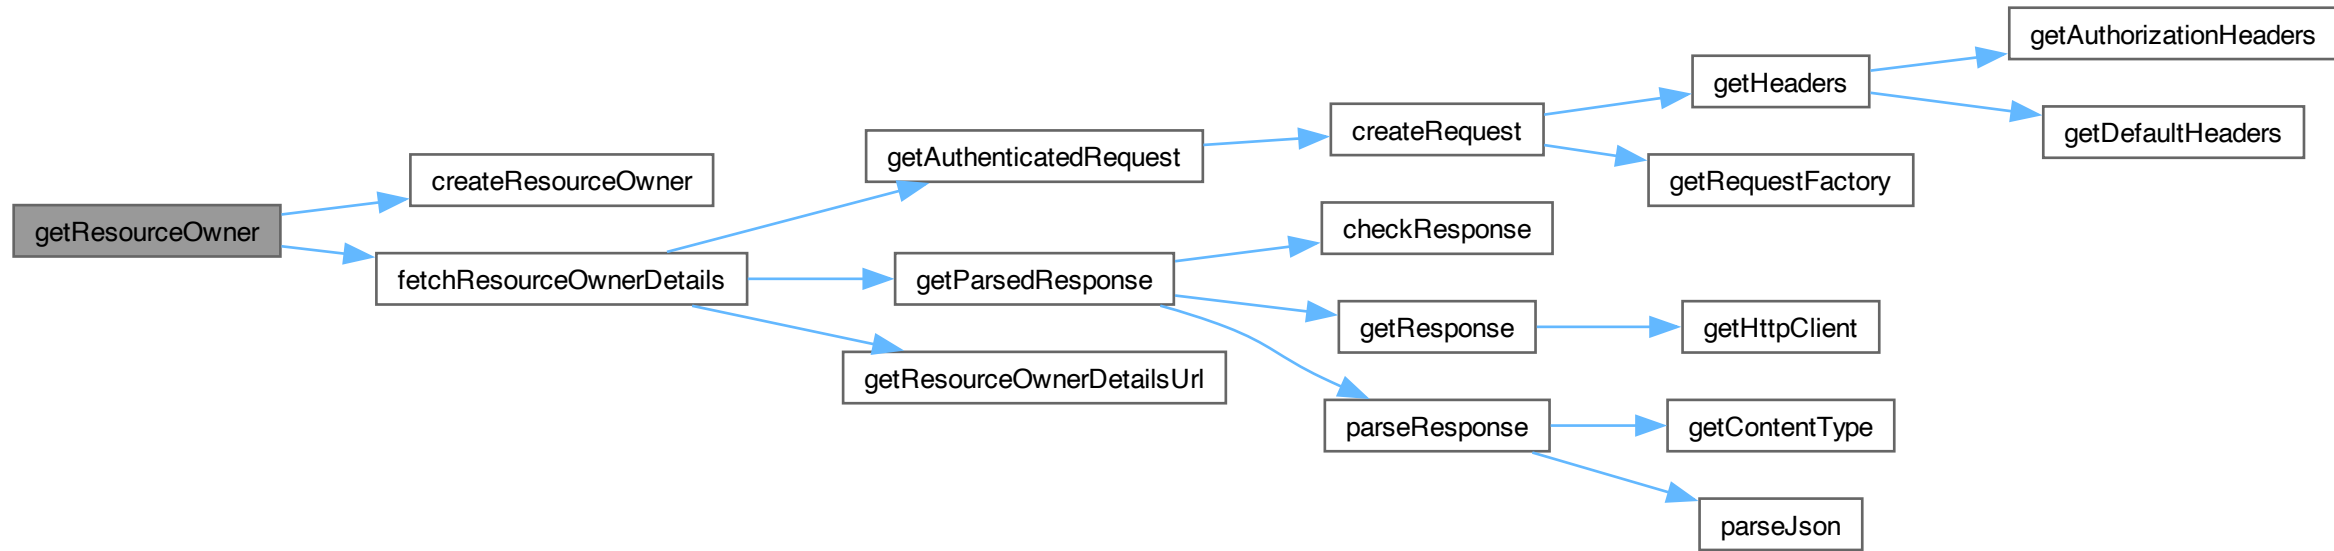 getResourceOwner
createResourceOwner
fetchResourceOwnerDetails
getAuthenticatedRequest
getParsedResponse
getResourceOwnerDetailsUrl
createRequest
checkResponse
getResponse
parseResponse
getHeaders
getRequestFactory
getHttpClient
getContentType
parseJson
getAuthorizationHeaders
getDefaultHeaders